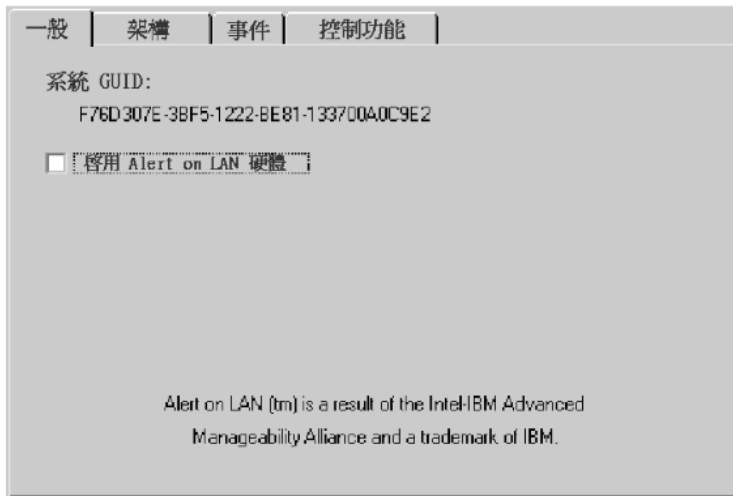 一般 架構 事件 控制功能
系統 GUID:
F76D307E-3BF5-1222-BE81-133700A0C9E2
啓用 Alert on LAN 硬體
Alert on LAN (tm) is a result of the Intel-IBM Advanced
Manageability Alliance and a trademark of IBM.